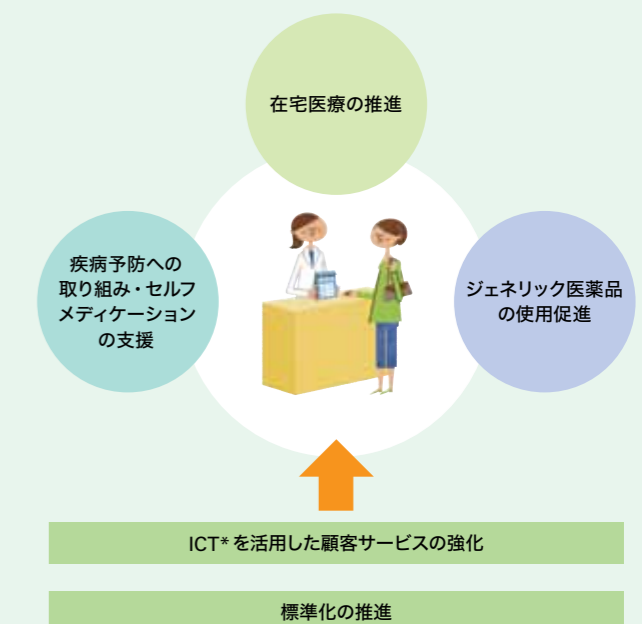 在宅医療の推進
疾病予防への
取り組み・セルフ
メディケーション
の支援
ジェネリック医薬品
の使用促進
ICT*を活用した顧客サービスの強化
標準化の推進